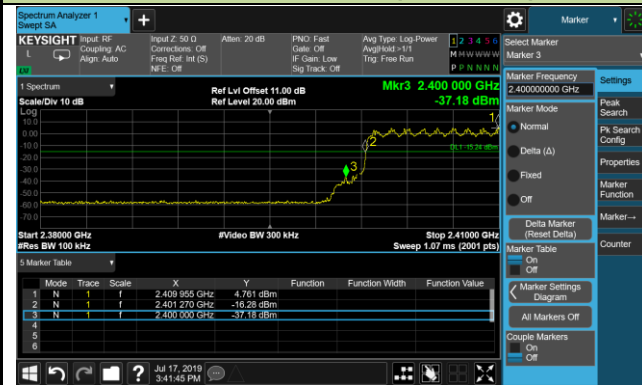 Spectrum Analyzer 1
Swept SA
Marker
KEYSIGHT
L
Input: RF
Coupling: AC
Align: Auto
Input Z: 50 Ω
Corrections: Off
Freq Ref: Int (S)
NFE: Off
Atten: 20 dB
PNO: Fast
Gate: Off
IF Gain: Low
Sig Track: Off
Avg Type: Log-Power
Avg|Hold:>1/1
Trig: Free Run
1 2 3 4 5 6
M W W W W W
P P N N N N
Select Marker
Marker 3
1 Spectrum
Scale/Div 10 dB
Log
Ref Lvl Offset 11.00 dB
Ref Level 20.00 dBm
Mkr3 2.400 000 GHz
-37.18 dBm
10.0
0.00
-10.0
-20.0
-30.0
-40.0
-50.0
-60.0
-70.0
1
2
3
DL1 -15.24 dBm
Start 2.38000 GHz
#Res BW 100 kHz
#Video BW 300 kHz
Stop 2.41000 GHz
Sweep 1.07 ms (2001 pts)
5 Marker Table
Mode Trace Scale X Y Function Function Width Function Value
1 N 1 f 2.409 955 GHz 4.761 dBm
2 N 1 f 2.401 270 GHz -16.28 dBm
3 N 1 f 2.400 000 GHz -37.18 dBm
4
5
6
Marker Frequency
2.400000000 GHz
Marker Mode
Normal
Delta (Δ)
Fixed
Off
Delta Marker
(Reset Delta)
Marker Table
On
Off
Marker Settings
Diagram
All Markers Off
Couple Markers
On
Off
Settings
Peak
Search
Pk Search
Config
Properties
Marker
Function
Marker→
Counter
?
Jul 17, 2019
3:41:45 PM